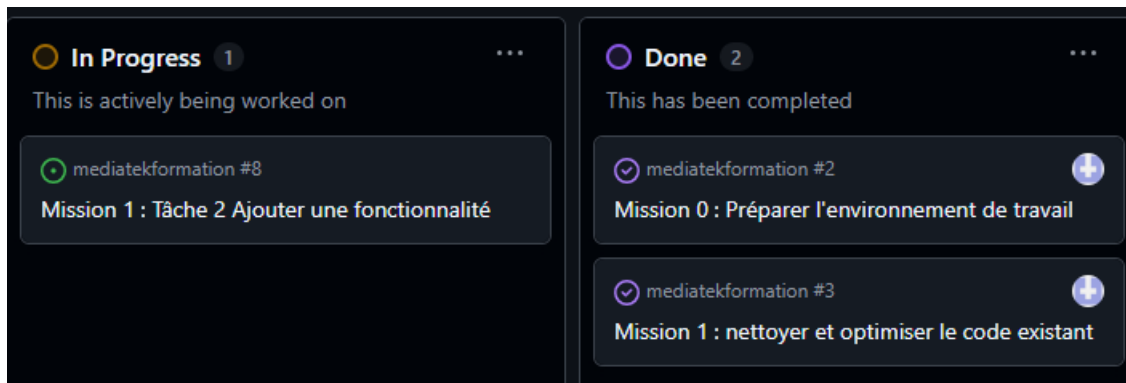 In Progress 1
This is actively being worked on
mediatekformation #8
Mission 1 : Tâche 2 Ajouter une fonctionnalité
Done 2
This has been completed
mediatekformation #2
Mission 0 : Préparer l'environnement de travail
mediatekformation #3
Mission 1 : nettoyer et optimiser le code existant